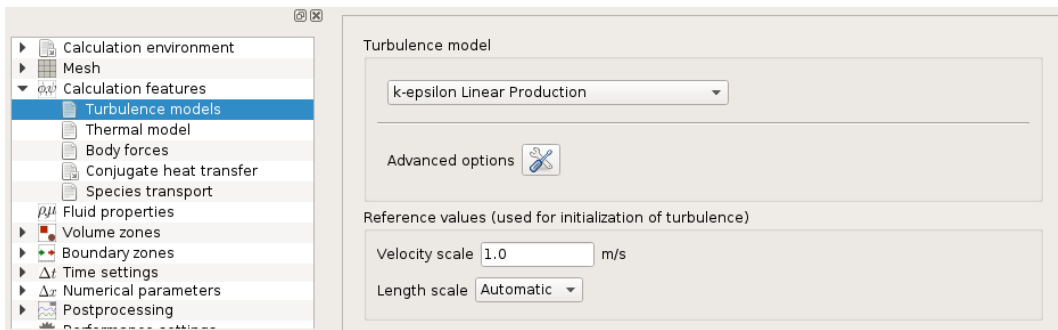 Calculation environment
Mesh
φ,ψ Calculation features
Turbulence models
Thermal model
Body forces
Conjugate heat transfer
Species transport
ρ,μ Fluid properties
Volume zones
Boundary zones
Δt Time settings
Δx Numerical parameters
Postprocessing
Turbulence model
k-epsilon Linear Production
Advanced options
Reference values (used for initialization of turbulence)
Velocity scale 1.0 m/s
Length scale Automatic